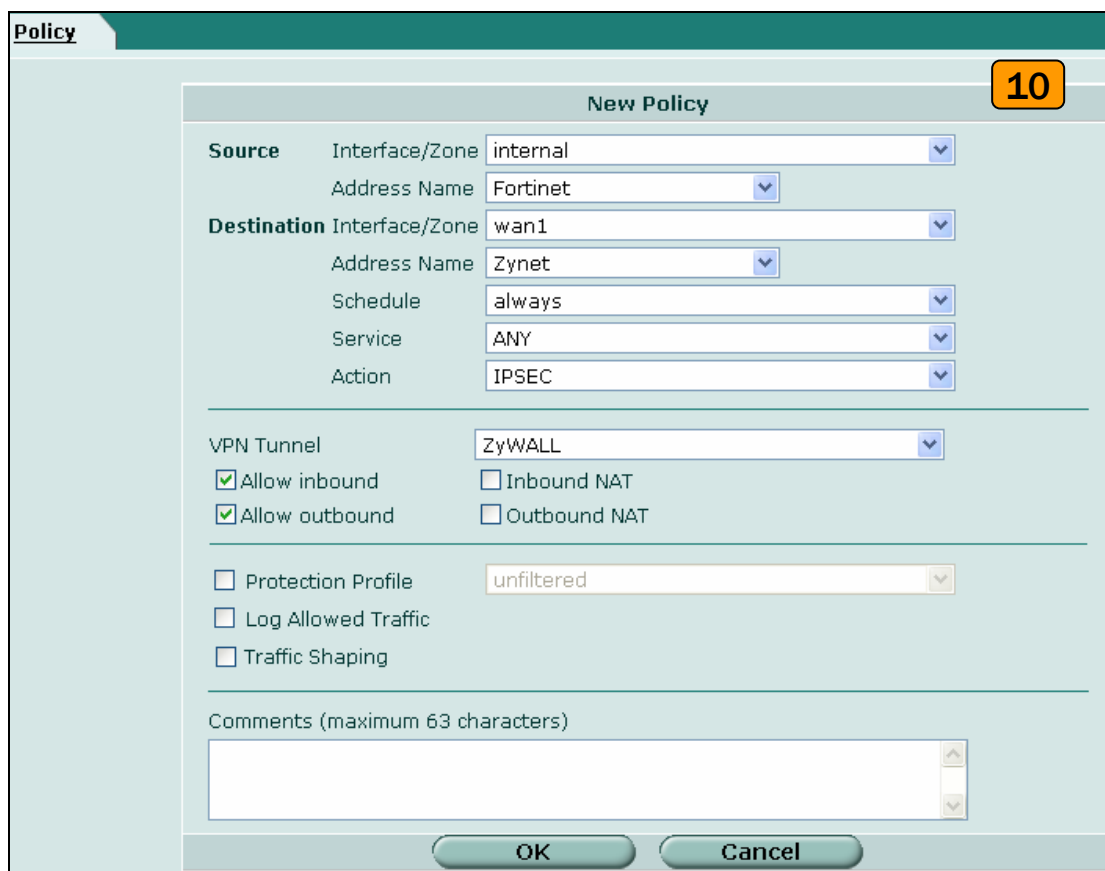 Policy
10
New Policy
Source Interface/Zone internal
Address Name Fortinet
Destination Interface/Zone wan1
Address Name Zynet
Schedule always
Service ANY
Action IPSEC
VPN Tunnel ZyWALL
Allow inbound Inbound NAT
Allow outbound Outbound NAT
Protection Profile unfiltered
Log Allowed Traffic
Traffic Shaping
Comments (maximum 63 characters)
OK Cancel